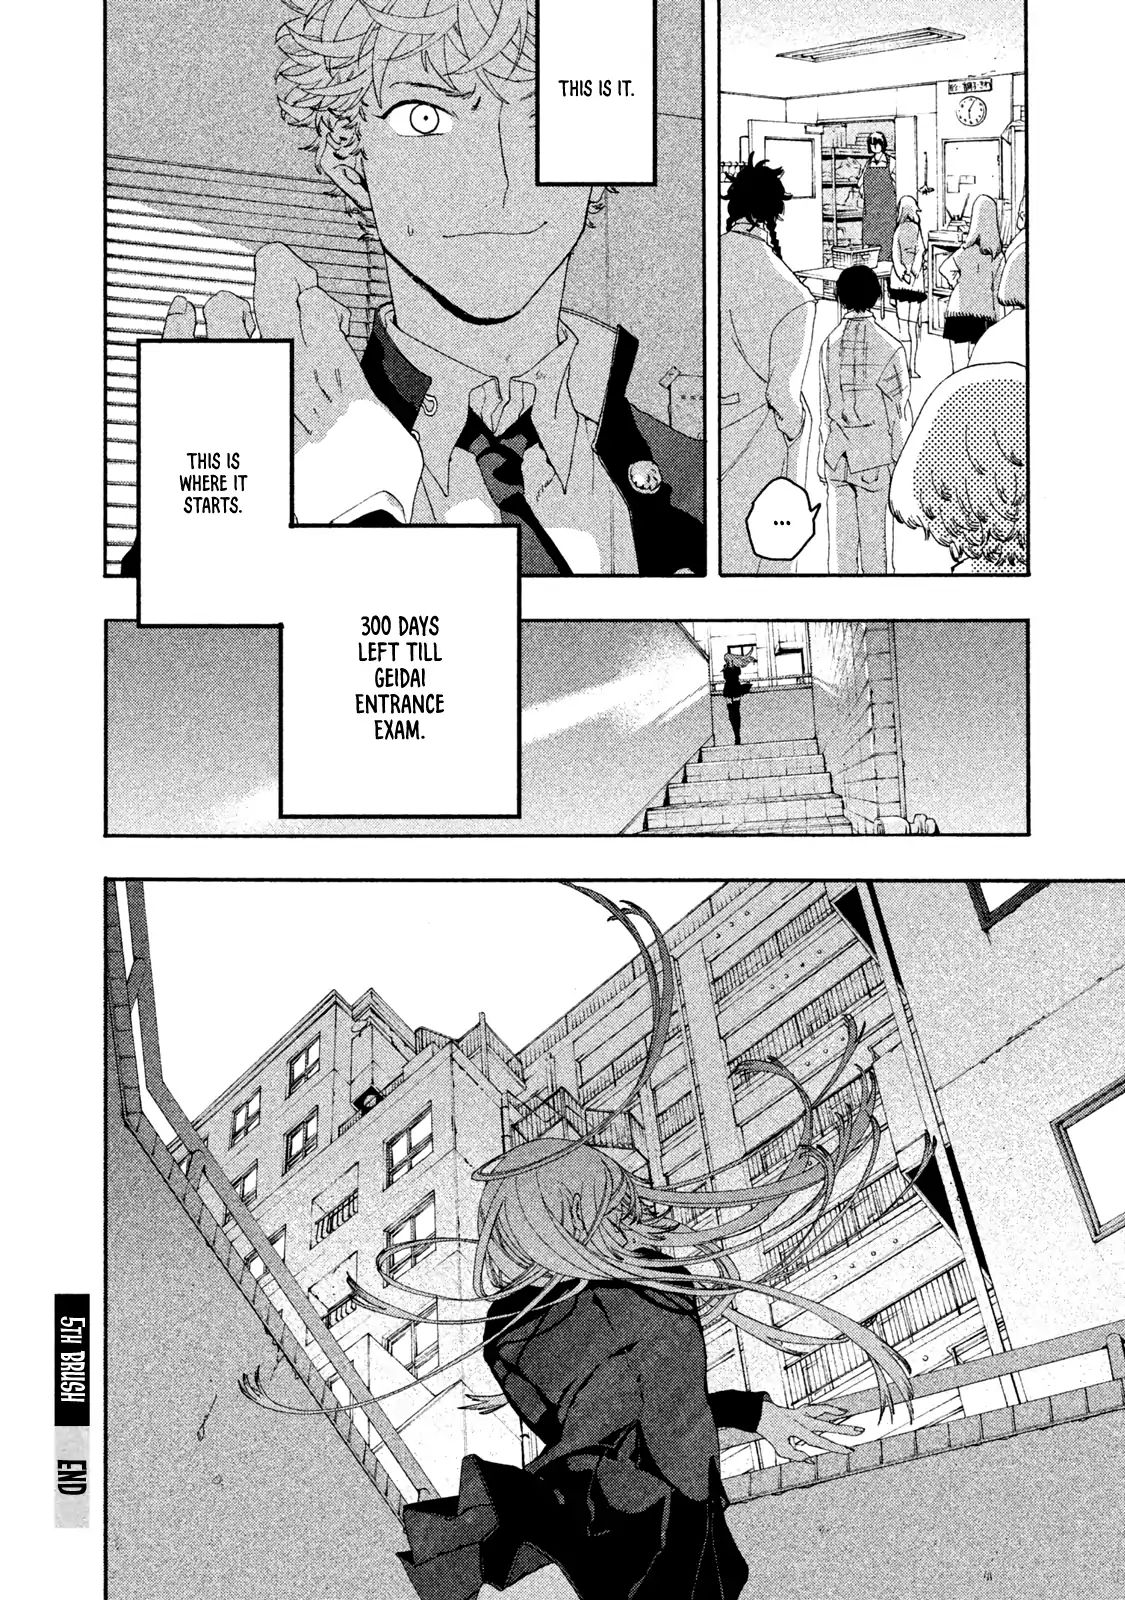 ...
THIS IS IT.
THIS IS
WHERE IT
STARTS.
300 DAYS
LEFT TILL
GEIDAI
ENTRANCE
EXAM.
5TH BRUSH
END